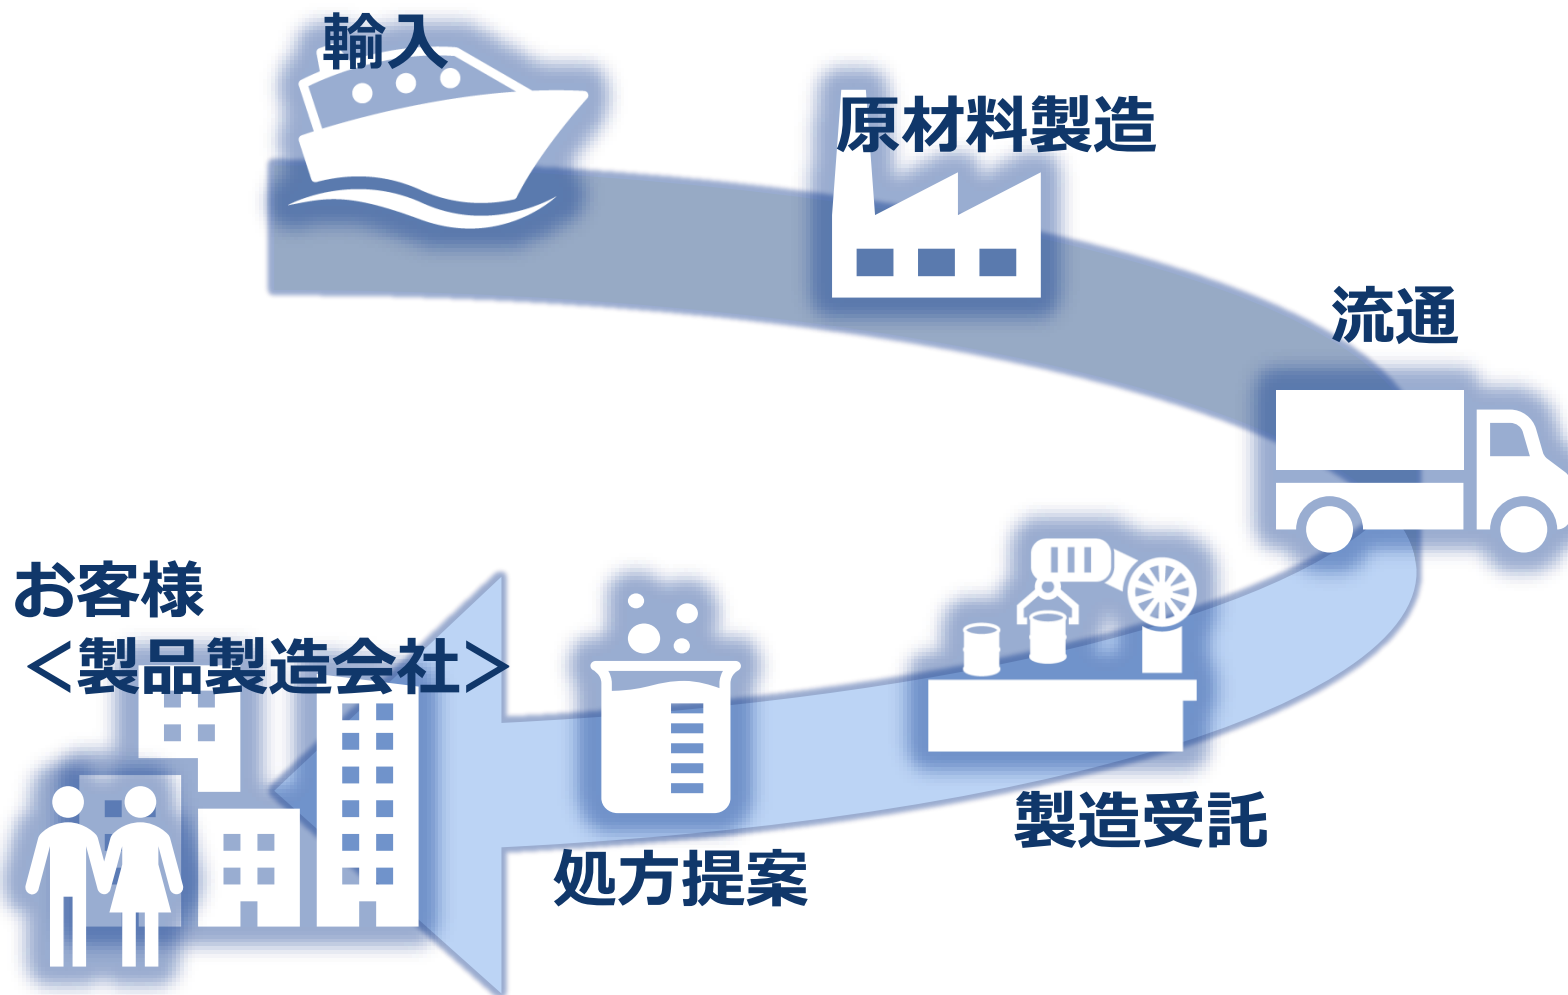 輸入
原材料製造
流通
製造受託
処方提案
お客様
＜製品製造会社＞